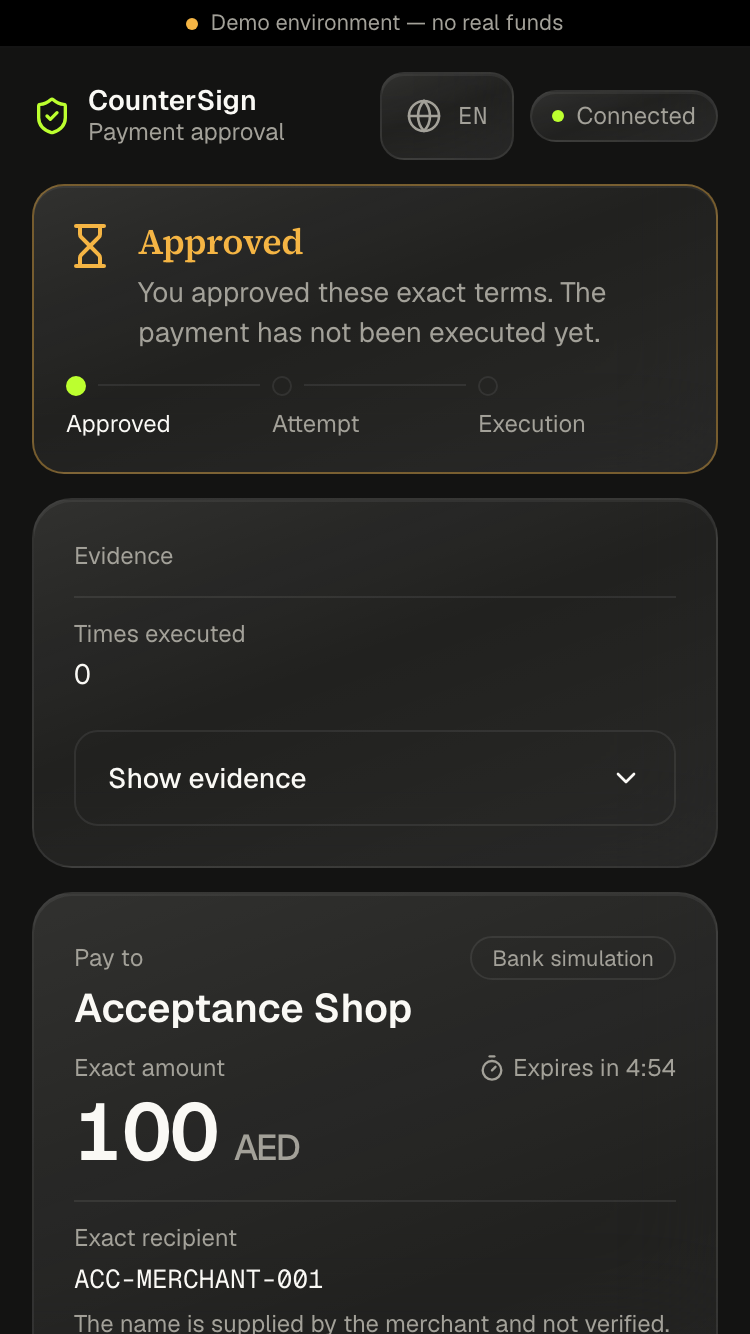 Demo environment — no real funds
CounterSign
Payment approval
EN
Connected
Approved
You approved these exact terms. The
payment has not been executed yet.
Approved
Attempt
Execution
Evidence
Times executed
0
Show evidence
Pay to
Bank simulation
Acceptance Shop
Exact amount
Expires in 4:54
100 AED
Exact recipient
ACC-MERCHANT-001
The name is supplied by the merchant and not verified.